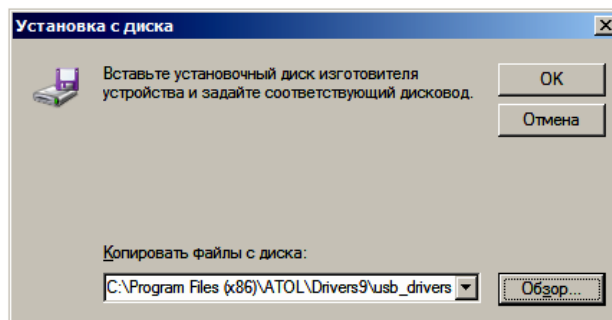 Установка с диска
Вставьте установочный диск изготовителя
устройства и задайте соответствующий дисковод.
OK
Отмена
Копировать файлы с диска:
C:\Program Files (x86)\ATOL\Drivers9\usb_drivers
Обзор...